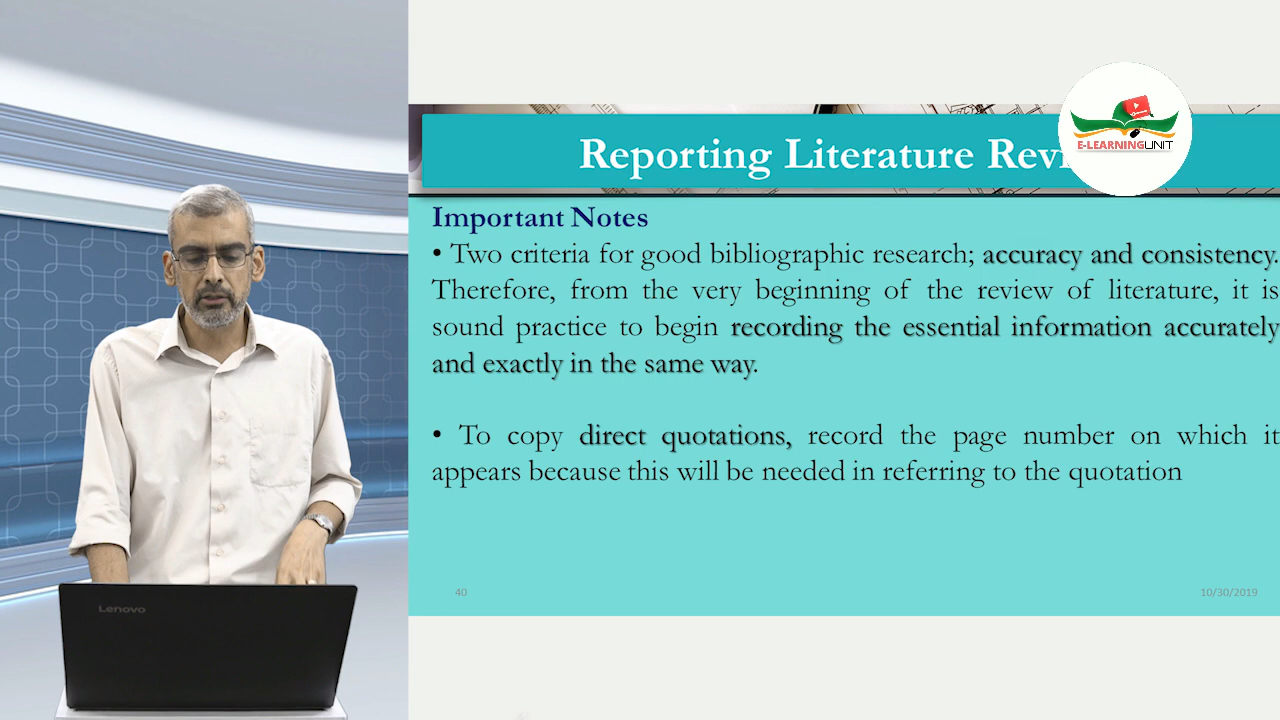 Reporting Literature
E-LEARNINGUNIT
Important Notes
• Two criteria for good bibliographic research; accuracy and consistency.
Therefore, from the very beginning of the review of literature, it is
sound practice to begin recording the essential information accurately
and exactly in the same way.
• To copy direct quotations, record the page number on which it
appears because this will be needed in referring to the quotation
40
10/30/2019
Lenovo